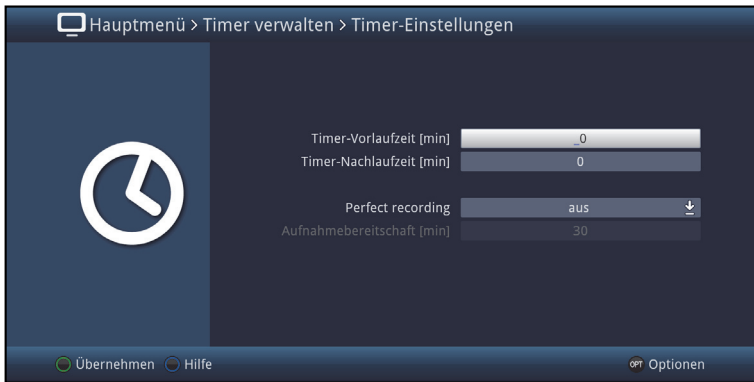 Hauptmenü > Timer verwalten > Timer-Einstellungen
Timer-Vorlaufzeit [min] _0
Timer-Nachlaufzeit [min] 0
Perfect recording aus
Aufnahmebereitschaft [min] 30
Übernehmen Hilfe OPT Optionen